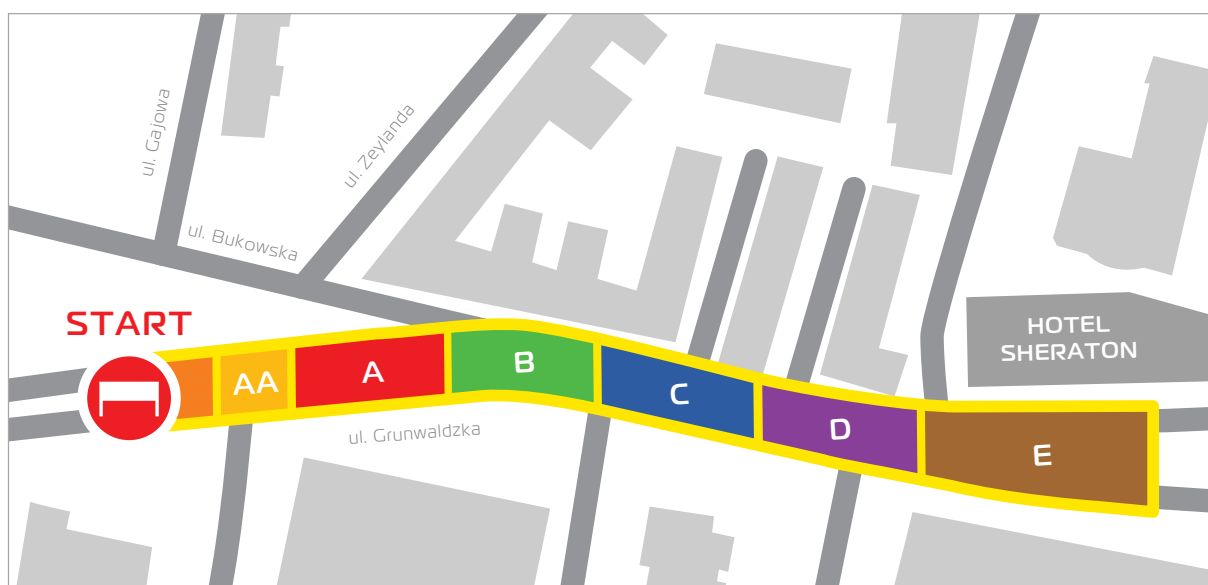 ul. Gajowa
ul. Zeylanda
ul. Bukowska
START
AA
A
B
C
D
E
HOTEL
SHERATON
ul. Grunwaldzka